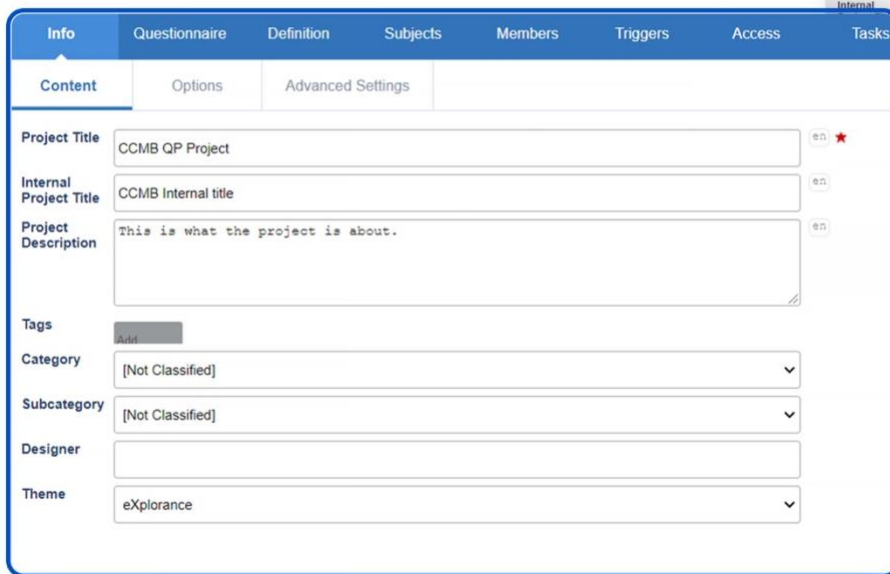 Internal
Info Questionnaire Definition Subjects Members Triggers Access Tasks
Content Options Advanced Settings
Project Title CCMB QP Project en
Internal Project Title CCMB Internal title en
Project Description This is what the project is about. en
Tags Add
Category [Not Classified]
Subcategory [Not Classified]
Designer
Theme eXplorance